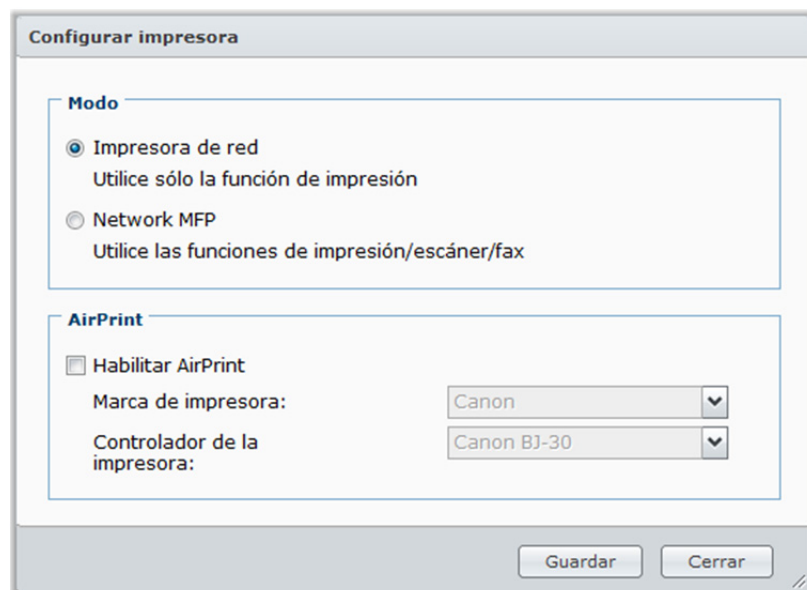 Configurar impresora
Modo
Impresora de red
Utilice sólo la función de impresión
Network MFP
Utilice las funciones de impresión/escáner/fax
AirPrint
Habilitar AirPrint
Marca de impresora:
Canon
Controlador de la
impresora:
Canon BJ-30
Guardar
Cerrar